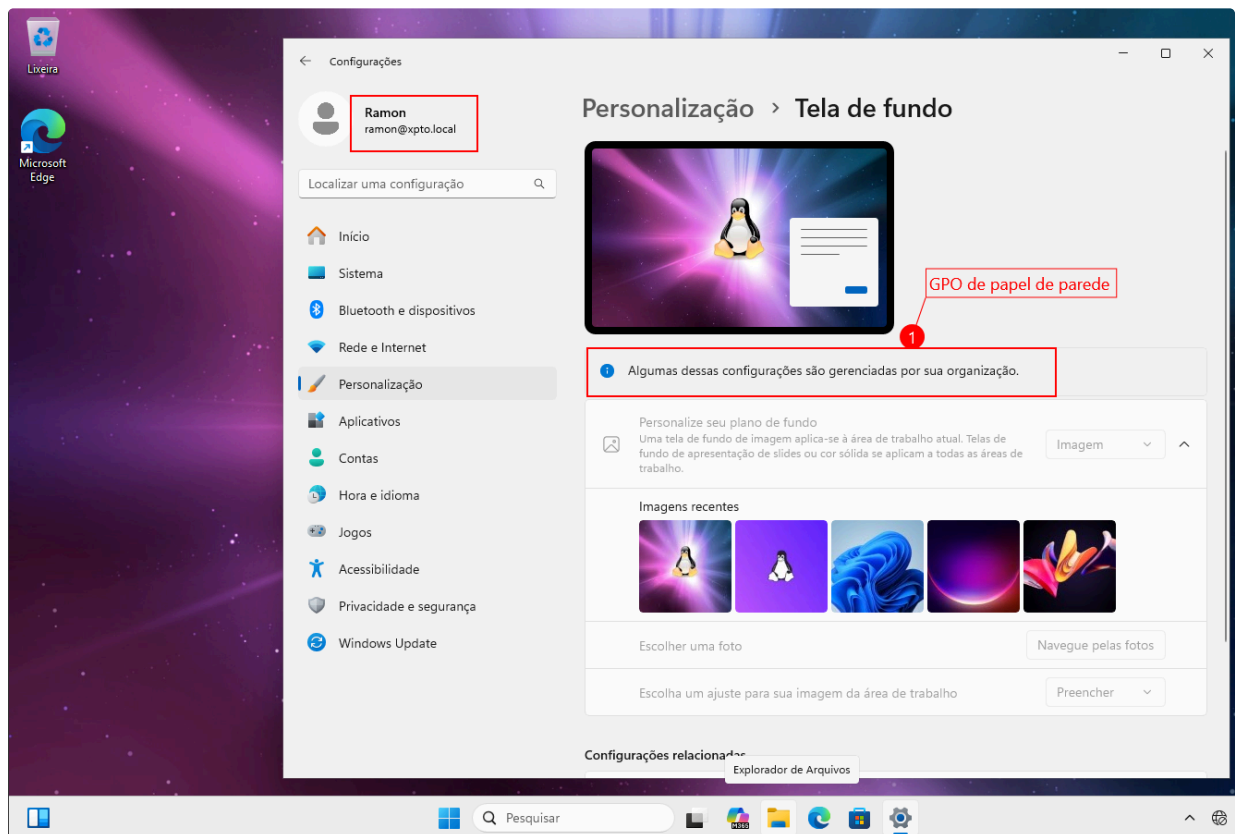 Lixeira
Microsoft
Edge
Configurações
Ramon
ramon@xpto.local
Localizar uma configuração
Início
Sistema
Bluetooth e dispositivos
Rede e Internet
Personalização
Aplicativos
Contas
Hora e idioma
Jogos
Acessibilidade
Privacidade e segurança
Windows Update
Personalização > Tela de fundo
GPO de papel de parede
1
Algumas dessas configurações são gerenciadas por sua organização.
Personalize seu plano de fundo
Uma tela de fundo de imagem aplica-se à área de trabalho atual. Telas de
fundo de apresentação de slides ou cor sólida se aplicam a todas as áreas de
trabalho.
Imagem
Imagens recentes
Escolher uma foto
Navegue pelas fotos
Escolha um ajuste para sua imagem da área de trabalho
Preencher
Configurações relacionadas
Explorador de Arquivos
Pesquisar
M365